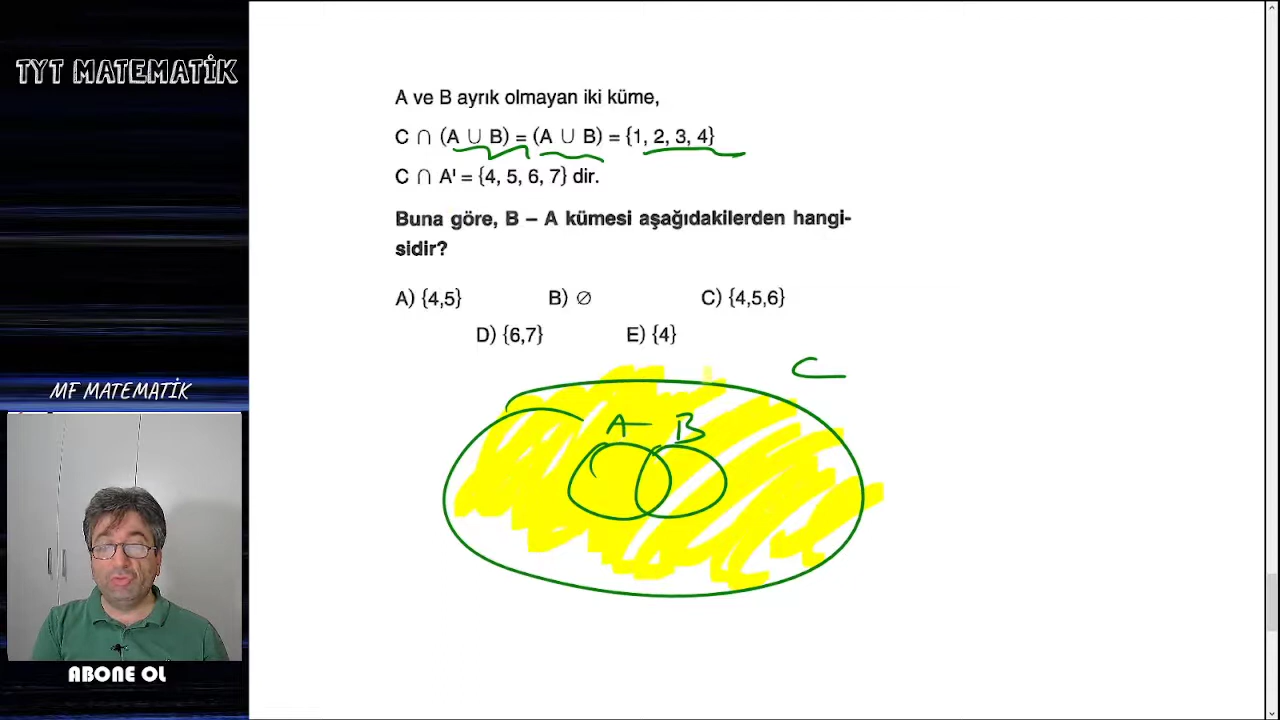 TYT MATEMATİK
A ve B ayrık olmayan iki küme,
C ∩ (A ∪ B) = (A ∪ B) = {1, 2, 3, 4}
C ∩ A' = {4, 5, 6, 7} dir.
Buna göre, B – A kümesi aşağıdakilerden hangi-
sidir?
A) {4,5} B) ∅ C) {4,5,6}
D) {6,7} E) {4}
C
A B
MF MATEMATİK
ABONE OL